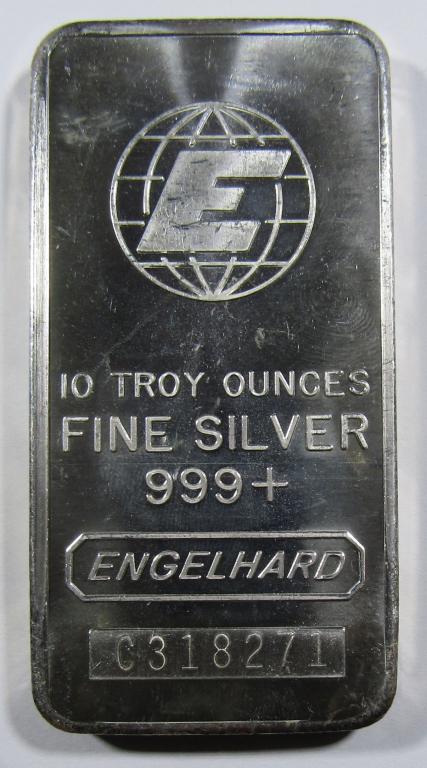 E
10 TROY OUNCES
FINE SILVER
999+
ENGELHARD
C318271